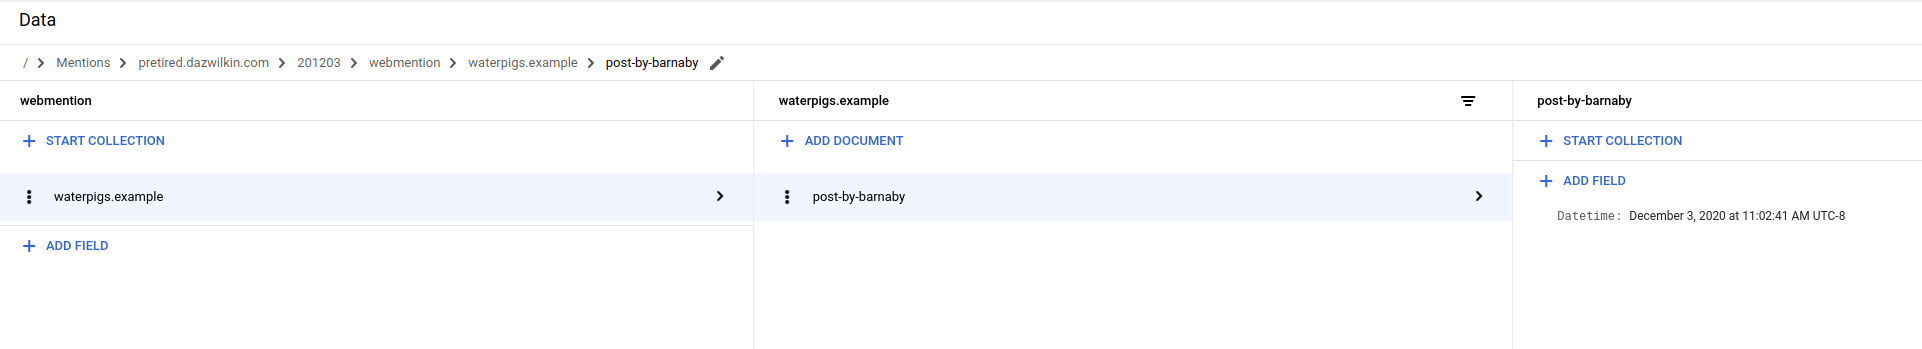 Data
/ > Mentions > pretired.dazwilkin.com > 201203 > webmention > waterpigs.example > post-by-barnaby
webmention
+ START COLLECTION
waterpigs.example
+ ADD FIELD
waterpigs.example
+ ADD DOCUMENT
post-by-barnaby
post-by-barnaby
+ START COLLECTION
+ ADD FIELD
Datetime: December 3, 2020 at 11:02:41 AM UTC-8